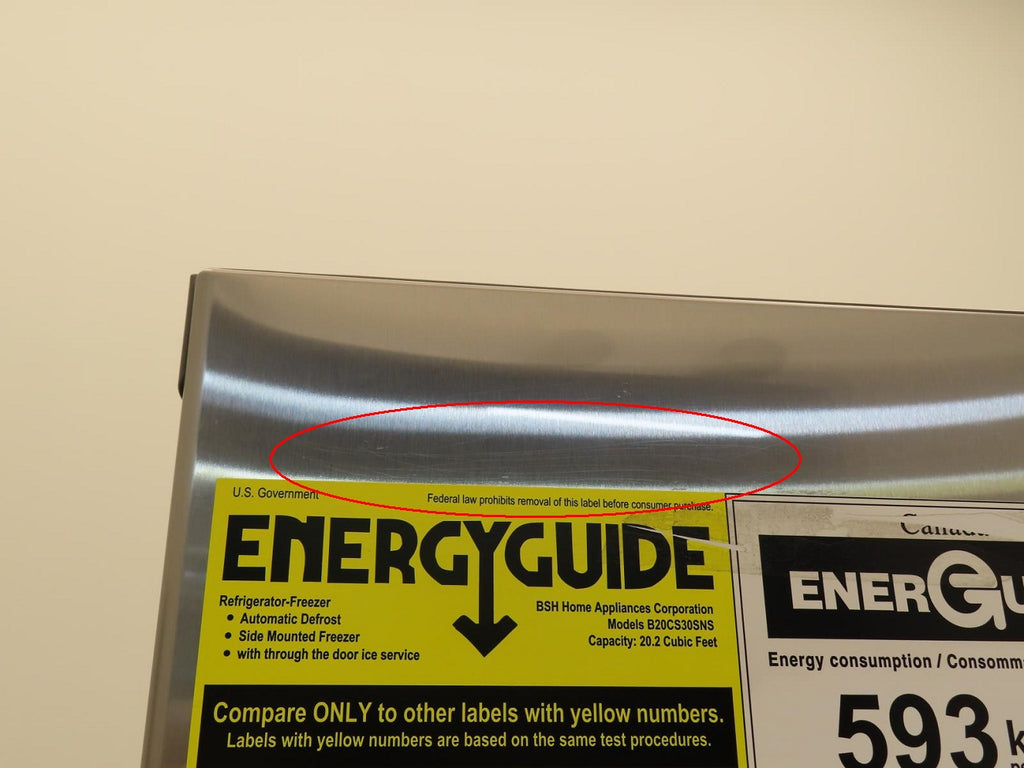 U.S. Government
Federal law prohibits removal of this label before consumer purchase.
ENERGYGUIDE
Refrigerator-Freezer
• Automatic Defrost
• Side Mounted Freezer
• with through the door ice service
BSH Home Appliances Corporation
Models B20CS30SNS
Capacity: 20.2 Cubic Feet
Compare ONLY to other labels with yellow numbers.
Labels with yellow numbers are based on the same test procedures.
Energy consumption /
593